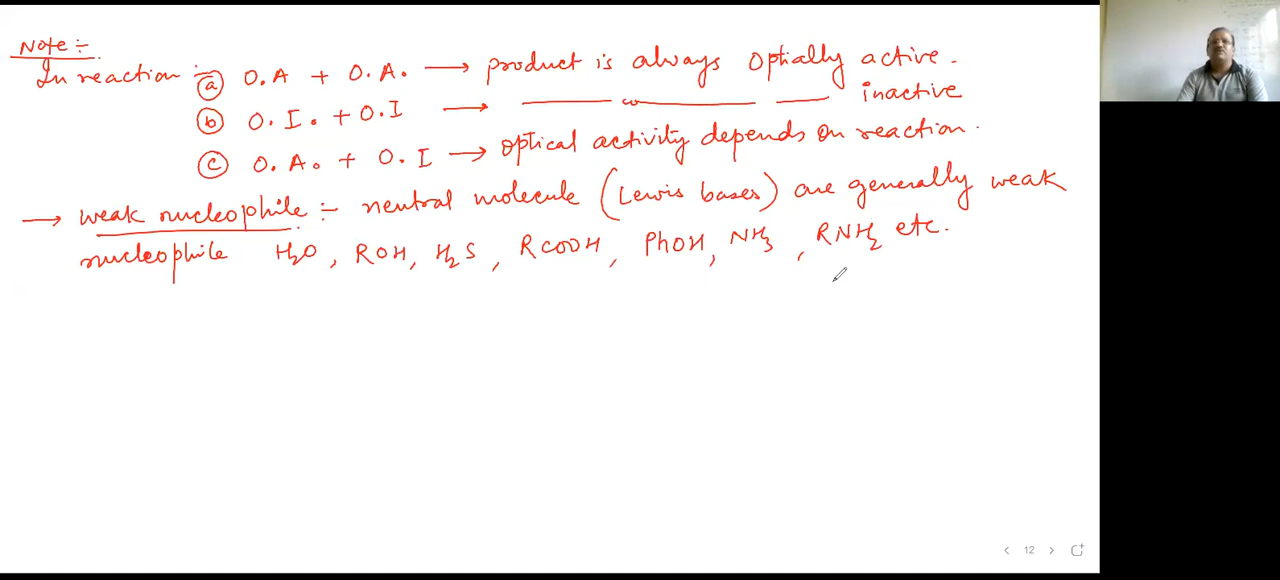 Note :-
In reaction :- (a) O.A + O.A. → product is always Optially active.
(b) O.I. + O.I → —— " —— —— inactive
(c) O.A. + O.I → optical activity depends on reaction.
→ weak nucleophile :- neutral molecule (Lewis bases) are generally weak
nucleophile H2O, ROH, H2S, RCOOH, PhOH, NH3, RNH2 etc.
< 12 >